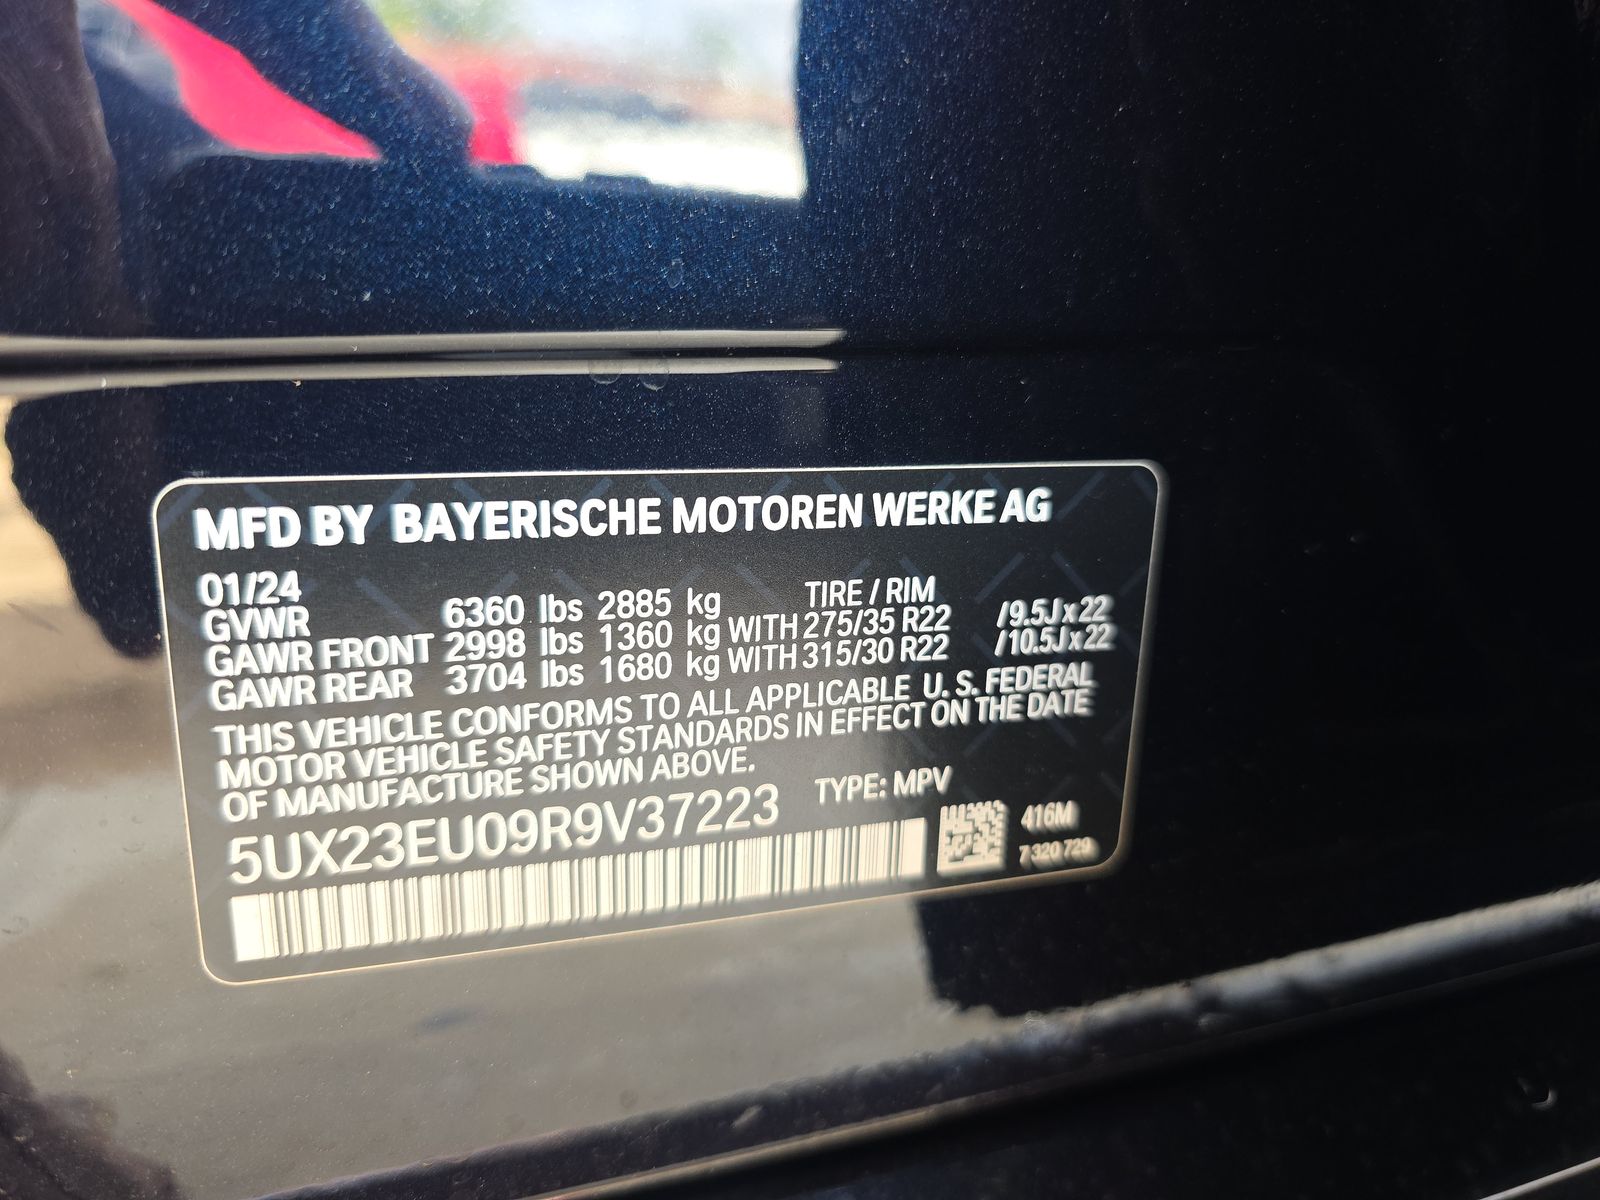 MFD BY BAYERISCHE MOTOREN WERKE AG
01/24 TIRE / RIM
GVWR 6360 lbs 2885 kg
GAWR FRONT 2998 lbs 1360 kg WITH 275/35 R22 /9.5Jx22
GAWR REAR 3704 lbs 1680 kg WITH 315/30 R22 /10.5Jx22
THIS VEHICLE CONFORMS TO ALL APPLICABLE U. S. FEDERAL
MOTOR VEHICLE SAFETY STANDARDS IN EFFECT ON THE DATE
OF MANUFACTURE SHOWN ABOVE.
5UX23EU09R9V37223 TYPE: MPV
416M
7 320 729